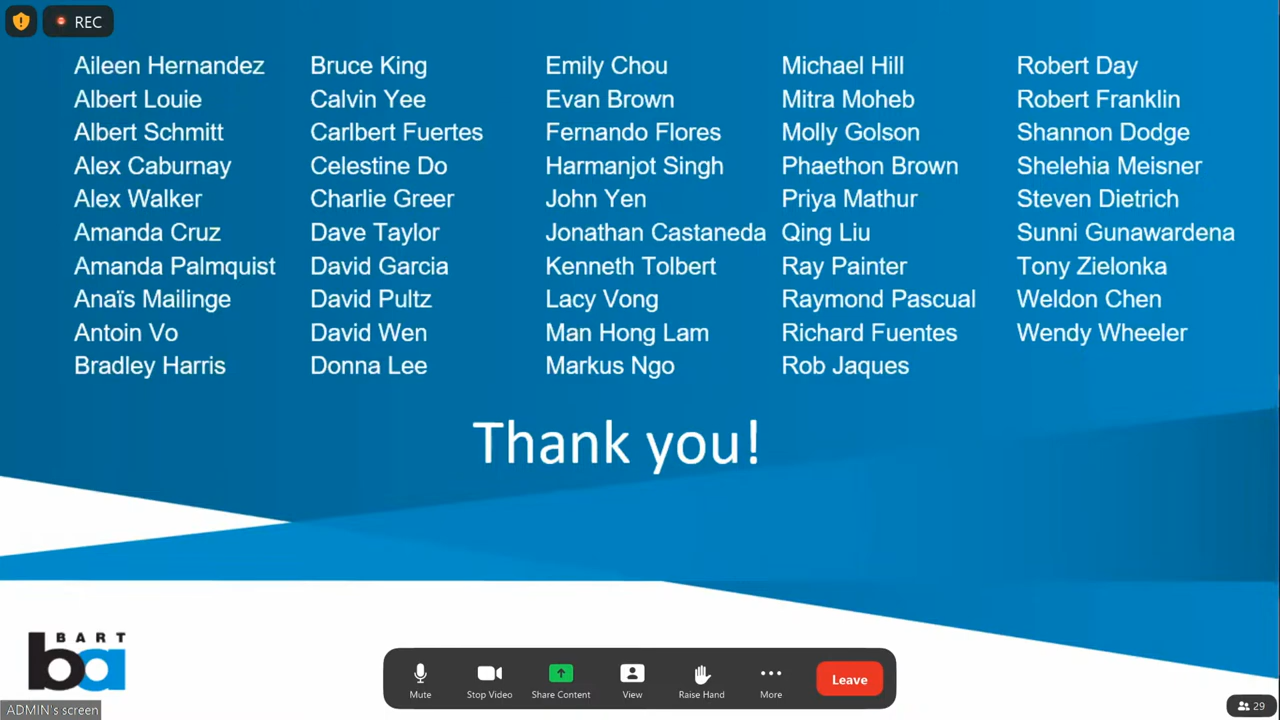 REC
Aileen Hernandez
Albert Louie
Albert Schmitt
Alex Caburnay
Alex Walker
Amanda Cruz
Amanda Palmquist
Anaïs Mailinge
Antoin Vo
Bradley Harris
Bruce King
Calvin Yee
Carlbert Fuertes
Celestine Do
Charlie Greer
Dave Taylor
David Garcia
David Pultz
David Wen
Donna Lee
Emily Chou
Evan Brown
Fernando Flores
Harmanjot Singh
John Yen
Jonathan Castaneda
Kenneth Tolbert
Lacy Vong
Man Hong Lam
Markus Ngo
Michael Hill
Mitra Moheb
Molly Golson
Phaethon Brown
Priya Mathur
Qing Liu
Ray Painter
Raymond Pascual
Richard Fuentes
Rob Jaques
Robert Day
Robert Franklin
Shannon Dodge
Shelehia Meisner
Steven Dietrich
Sunni Gunawardena
Tony Zielonka
Weldon Chen
Wendy Wheeler
Thank you!
BART
ba
Mute
Stop Video
Share Content
View
Raise Hand
More
Leave
ADMIN's screen
29